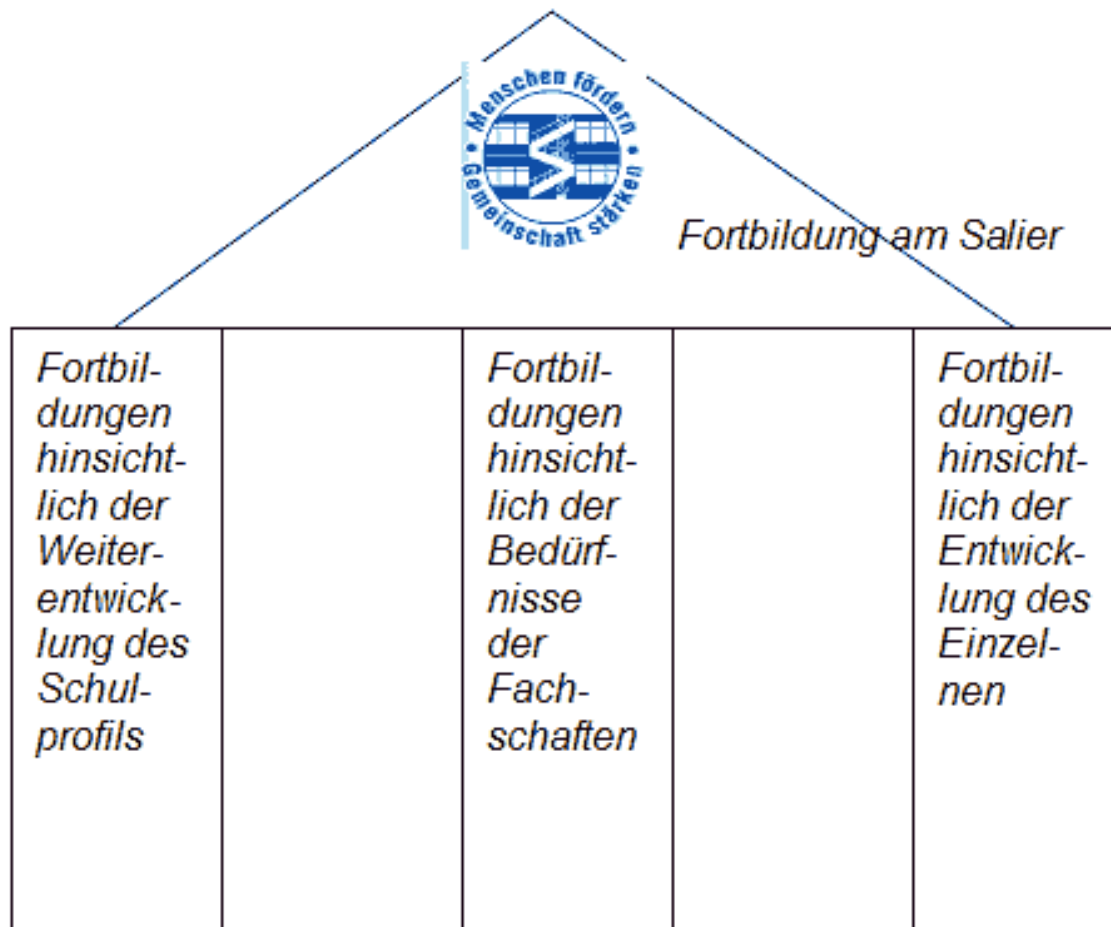 • Menschen fördern •
Gemeinschaft stärken
Fortbildung am Salier
Fortbil-
dungen
hinsicht-
lich der
Weiter-
entwick-
lung des
Schul-
profils
Fortbil-
dungen
hinsicht-
lich der
Bedürf-
nisse
der
Fach-
schaften
Fortbil-
dungen
hinsicht-
lich der
Entwick-
lung des
Einzel-
nen